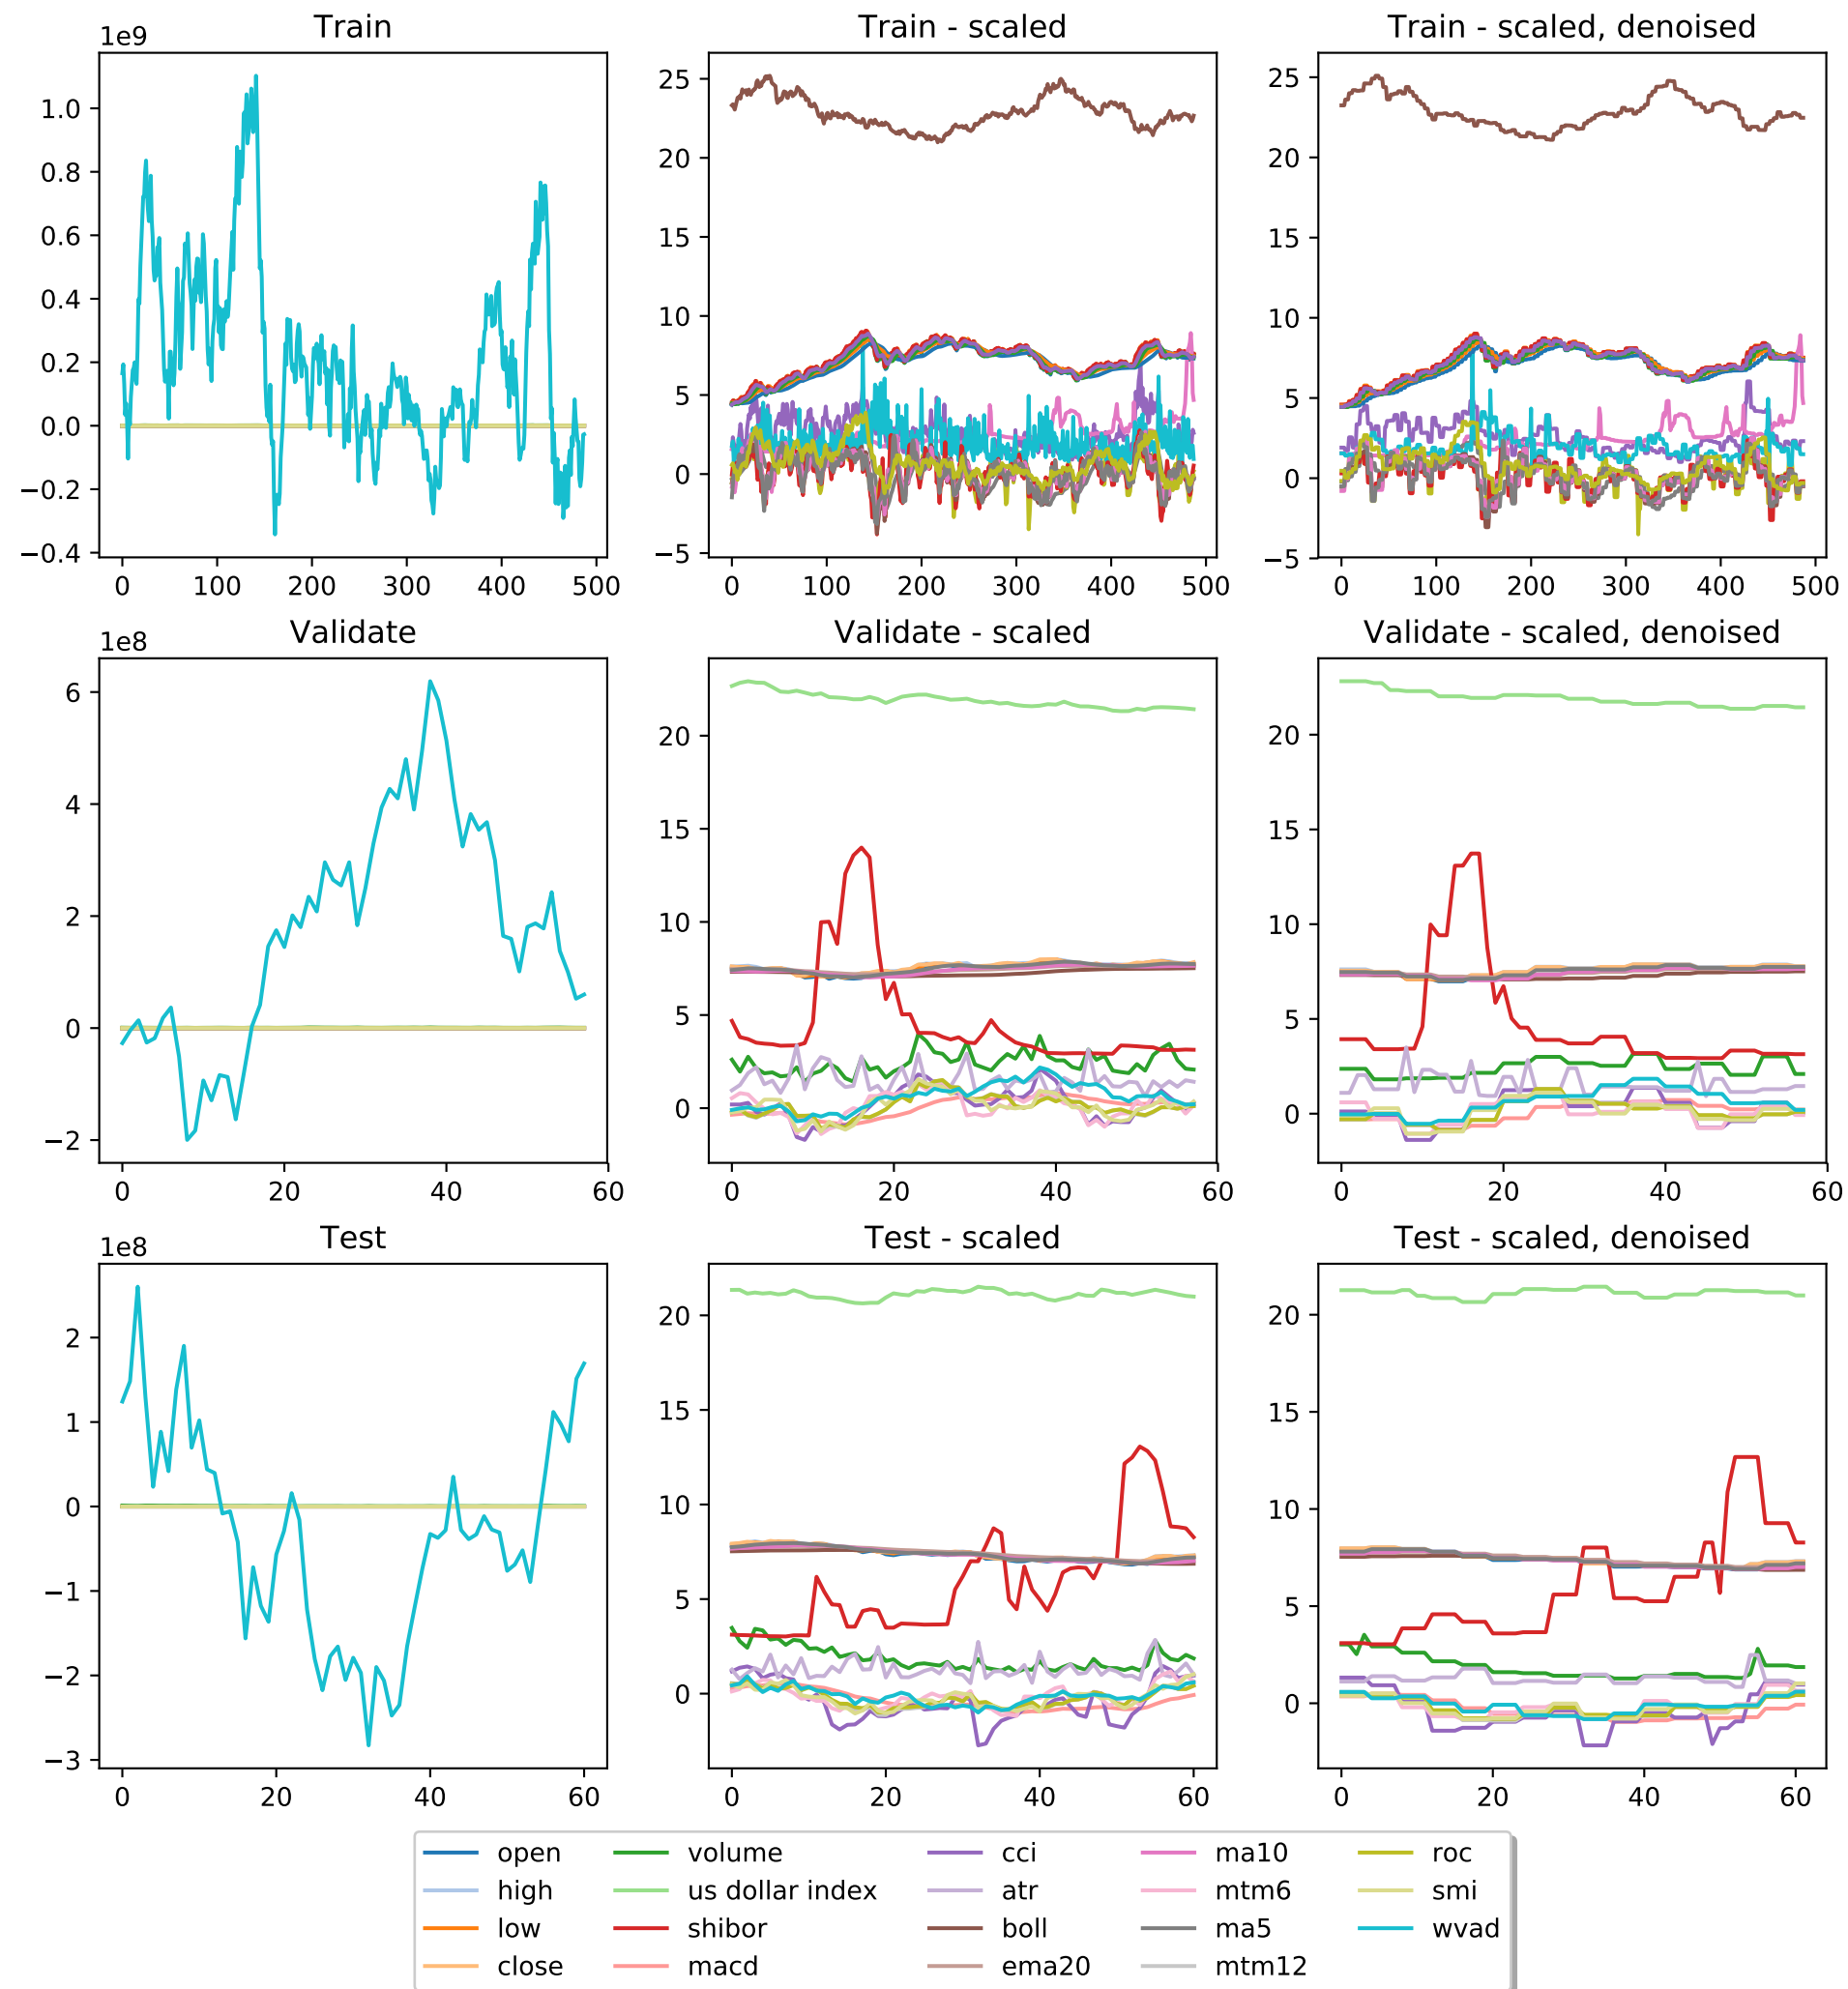 Train Train - scaled Train - scaled, denoised
1e9
1.0
0.8
0.6
0.4
0.2
0.0
−0.2
−0.4
0 100 200 300 400 500
25
20
15
10
5
0
−5
0 100 200 300 400 500
25
20
15
10
5
0
−5
0 100 200 300 400 500
Validate Validate - scaled Validate - scaled, denoised
1e8
6
4
2
0
−2
0 20 40 60
20
15
10
5
0
0 20 40 60
20
15
10
5
0
0 20 40 60
Test Test - scaled Test - scaled, denoised
1e8
2
1
0
−1
−2
−3
0 20 40 60
20
15
10
5
0
0 20 40 60
20
15
10
5
0
0 20 40 60
open volume cci ma10 roc
high us dollar index atr mtm6 smi
low shibor boll ma5 wvad
close macd ema20 mtm12